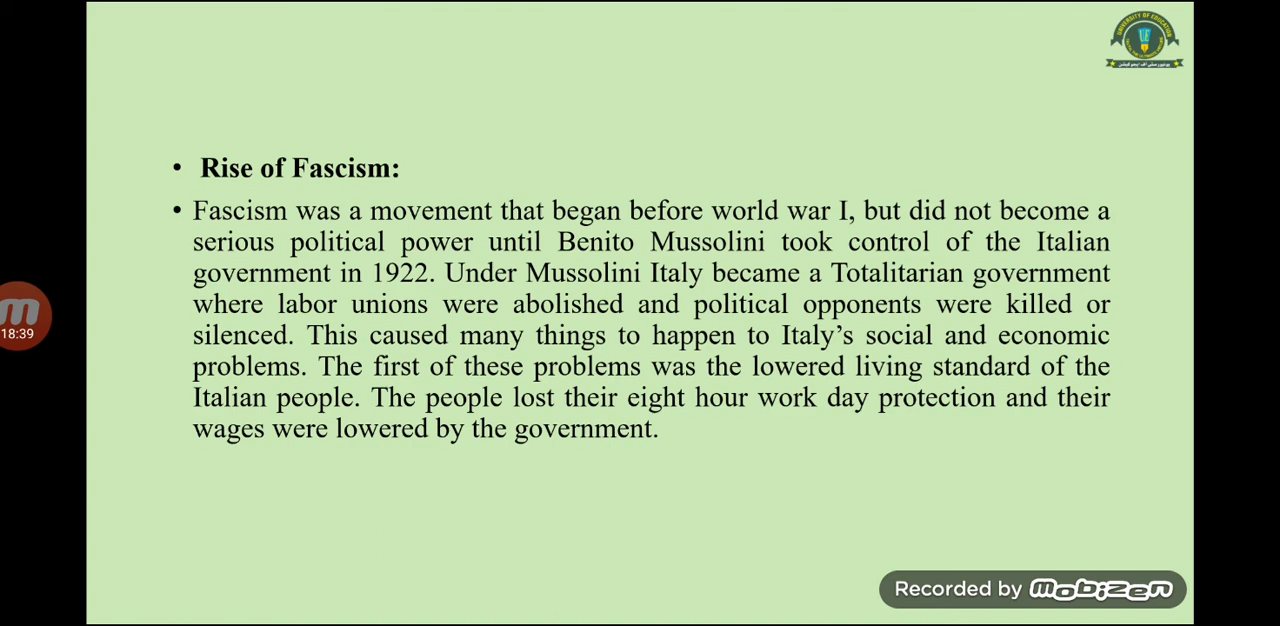 UNIVERSITY OF EDUCATION
• Rise of Fascism:
• Fascism was a movement that began before world war I, but did not become a
serious political power until Benito Mussolini took control of the Italian
government in 1922. Under Mussolini Italy became a Totalitarian government
where labor unions were abolished and political opponents were killed or
silenced. This caused many things to happen to Italy’s social and economic
problems. The first of these problems was the lowered living standard of the
Italian people. The people lost their eight hour work day protection and their
wages were lowered by the government.
18:39
Recorded by mobizen